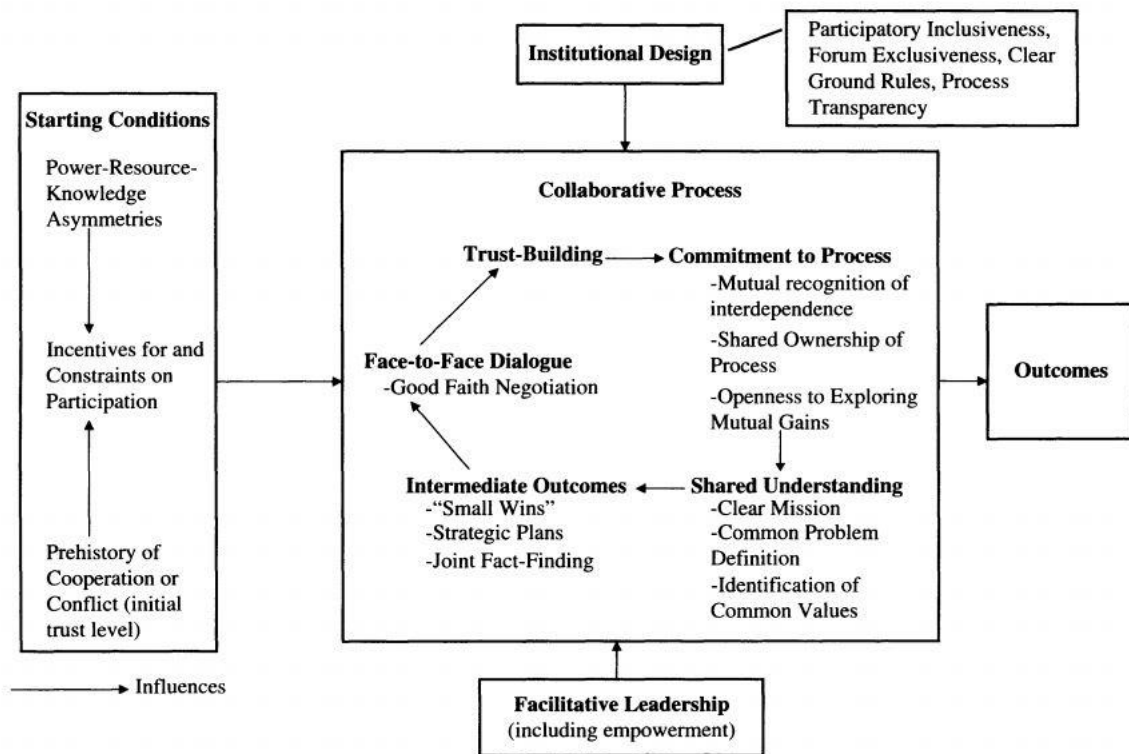 Institutional Design
Participatory Inclusiveness,
Forum Exclusiveness, Clear
Ground Rules, Process
Transparency
Starting Conditions
Power-Resource-
Knowledge
Asymmetries
Incentives for and
Constraints on
Participation
Prehistory of
Cooperation or
Conflict (initial
trust level)
Collaborative Process
Trust-Building
Commitment to Process
-Mutual recognition of
interdependence
-Shared Ownership of
Process
-Openness to Exploring
Mutual Gains
Face-to-Face Dialogue
-Good Faith Negotiation
Intermediate Outcomes
-“Small Wins”
-Strategic Plans
-Joint Fact-Finding
Shared Understanding
-Clear Mission
-Common Problem
Definition
-Identification of
Common Values
Outcomes
Influences
Facilitative Leadership
(including empowerment)